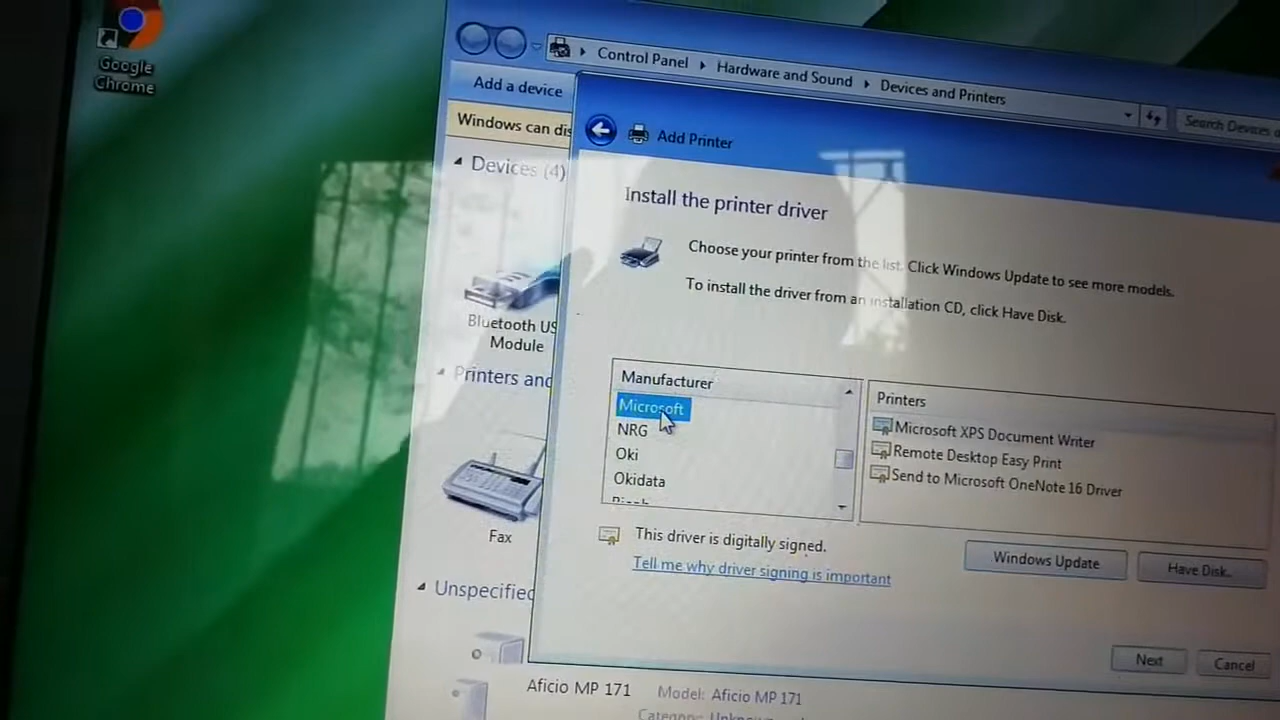 Google
Chrome
Control Panel
Hardware and Sound
Devices and Printers
Search Devices
Add a device
Windows can dis
Add Printer
Devices (4)
Install the printer driver
Choose your printer from the list. Click Windows Update to see more models.
To install the driver from an installation CD, click Have Disk.
Bluetooth US
Module
Printers and
Manufacturer
Microsoft
NRG
Oki
Okidata
Printers
Microsoft XPS Document Writer
Remote Desktop Easy Print
Send to Microsoft OneNote 16 Driver
Fax
This driver is digitally signed.
Tell me why driver signing is important
Windows Update
Have Disk...
Unspecified
Next
Cancel
Aficio MP 171
Model: Aficio MP 171